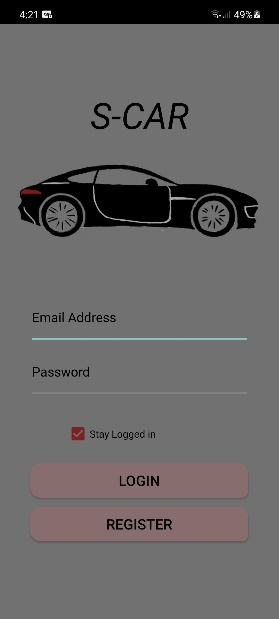 4:21
49%
S-CAR
Email Address
Password
Stay Logged in
LOGIN
REGISTER